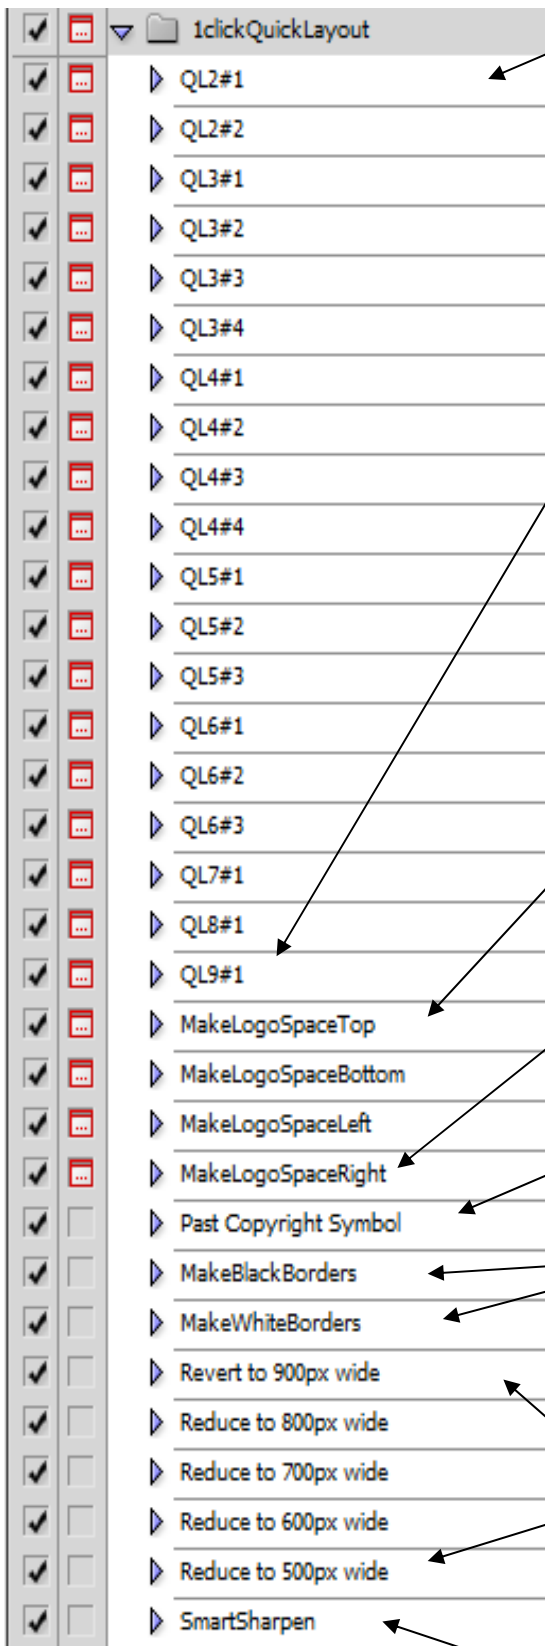 1clickQuickLayout
QL2#1
QL2#2
QL3#1
QL3#2
QL3#3
QL3#4
QL4#1
QL4#2
QL4#3
QL4#4
QL5#1
QL5#2
QL5#3
QL6#1
QL6#2
QL6#3
QL7#1
QL8#1
QL9#1
MakeLogoSpaceTop
MakeLogoSpaceBottom
MakeLogoSpaceLeft
MakeLogoSpaceRight
Past Copyright Symbol
MakeBlackBorders
MakeWhiteBorders
Revert to 900px wide
Reduce to 800px wide
Reduce to 700px wide
Reduce to 600px wide
Reduce to 500px wide
SmartSharpen